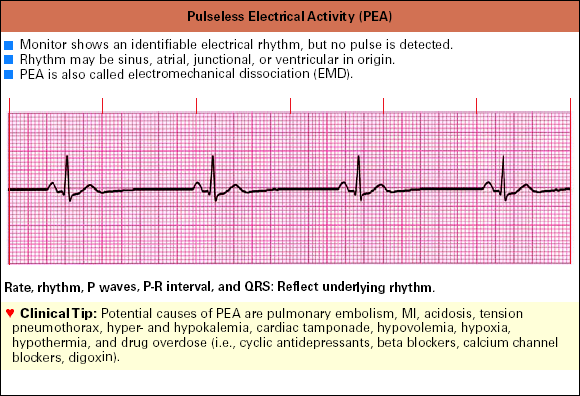 Pulseless Electrical Activity (PEA)
Monitor shows an identifiable electrical rhythm, but no pulse is detected.
Rhythm may be sinus, atrial, junctional, or ventricular in origin.
PEA is also called electromechanical dissociation (EMD).
Rate, rhythm, P waves, P-R interval, and QRS: Reflect underlying rhythm.
♥ Clinical Tip: Potential causes of PEA are pulmonary embolism, MI, acidosis, tension
pneumothorax, hyper- and hypokalemia, cardiac tamponade, hypovolemia, hypoxia,
hypothermia, and drug overdose (i.e., cyclic antidepressants, beta blockers, calcium channel
blockers, digoxin).